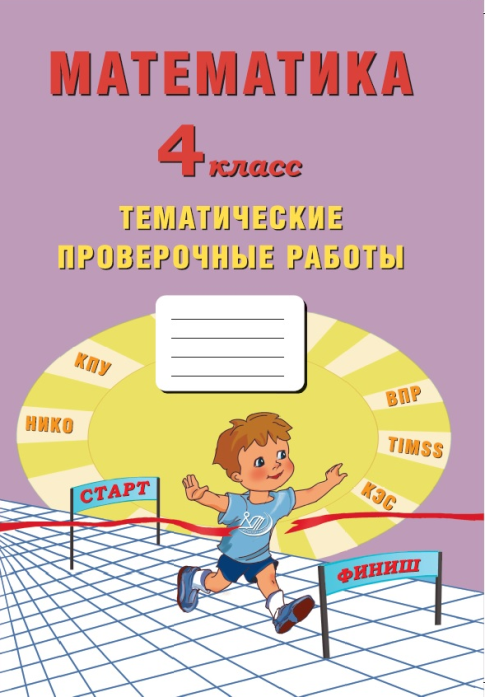 МАТЕМАТИКА
4 класс
ТЕМАТИЧЕСКИЕ
ПРОВЕРОЧНЫЕ РАБОТЫ
КПУ
ВПР
НИКО
TIMSS
КЭС
СТАРТ
ФИНИШ